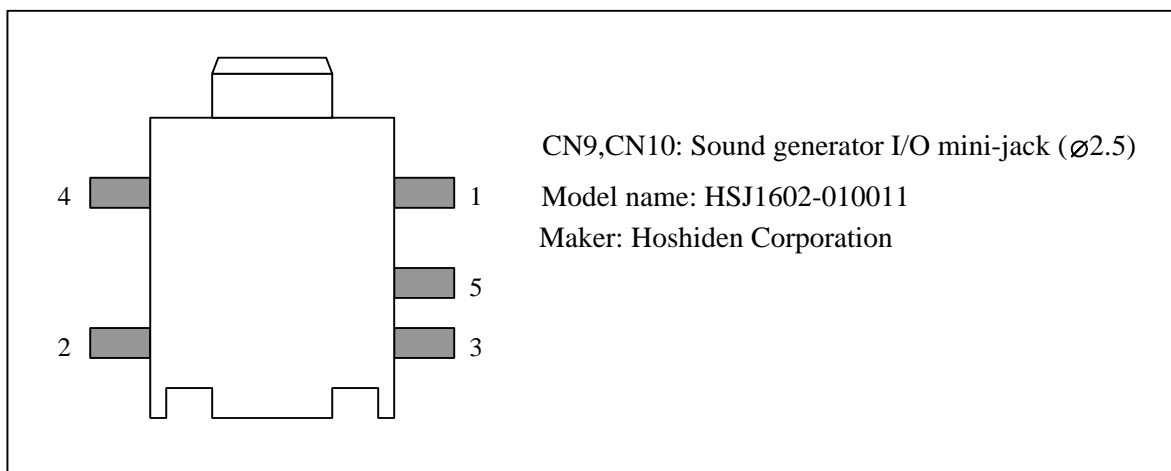 CN9,CN10: Sound generator I/O mini-jack (⌀2.5)
Model name: HSJ1602-010011
Maker: Hoshiden Corporation
4
1
5
2
3